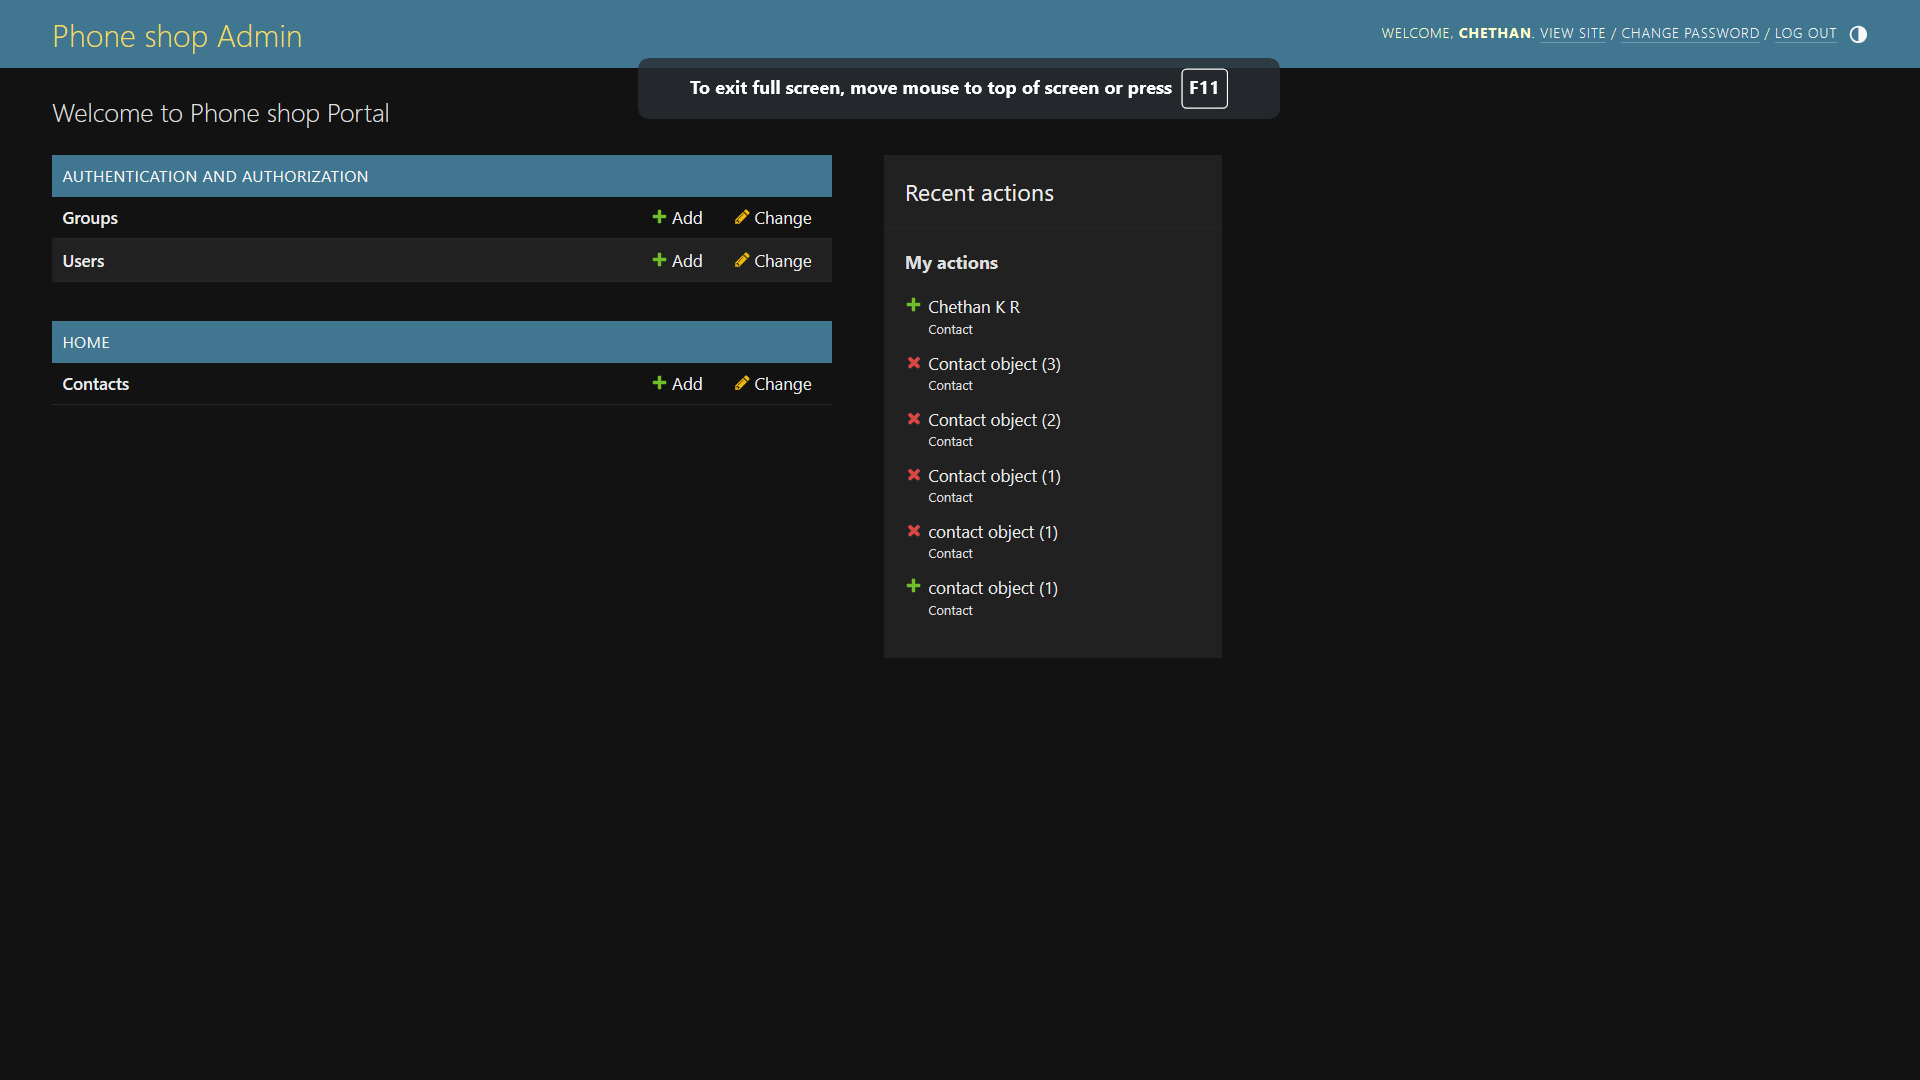 Phone shop Admin
WELCOME, CHETHAN. VIEW SITE / CHANGE PASSWORD / LOG OUT
To exit full screen, move mouse to top of screen or press F11
Welcome to Phone shop Portal
AUTHENTICATION AND AUTHORIZATION
Groups Add Change
Users Add Change
HOME
Contacts Add Change
Recent actions
My actions
Chethan K R
Contact
Contact object (3)
Contact
Contact object (2)
Contact
Contact object (1)
Contact
contact object (1)
Contact
contact object (1)
Contact